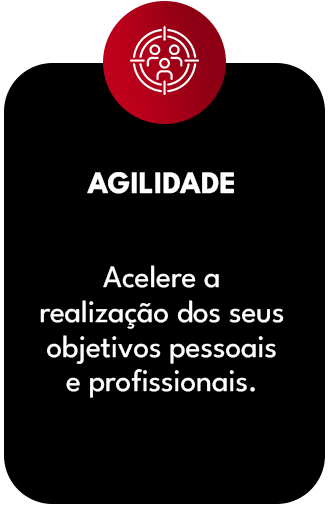 AGILIDADE
Acelere a
realização dos seus
objetivos pessoais
e profissionais.